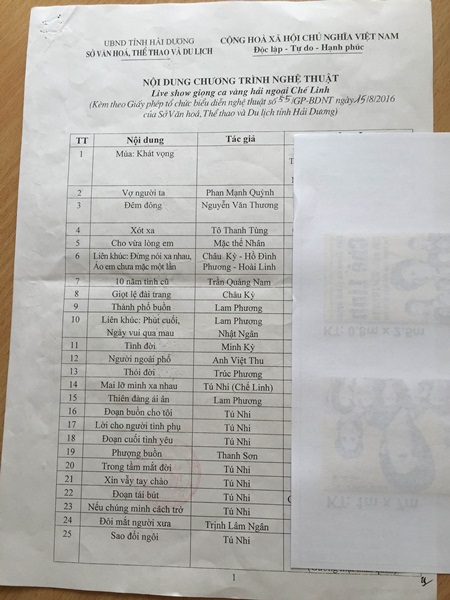 UBND TỈNH HẢI DƯƠNG
SỞ VĂN HOÁ, THỂ THAO VÀ DU LỊCH
CỘNG HOÀ XÃ HỘI CHỦ NGHĨA VIỆT NAM
Độc lập - Tự do - Hạnh phúc
NỘI DUNG CHƯƠNG TRÌNH NGHỆ THUẬT
Live show giọng ca vàng hải ngoại Chế Linh
(Kèm theo Giấy phép tổ chức biểu diễn nghệ thuật số 55/GP-BDNT ngày 15/8/2016
của Sở Văn hoá, Thể thao và Du lịch tỉnh Hải Dương)
TT Nội dung Tác giả
1 Múa: Khát vọng
2 Vợ người ta Phan Mạnh Quỳnh
3 Đêm đông Nguyễn Văn Thương
4 Xót xa Tô Thanh Tùng
5 Cho vừa lòng em Mặc thế Nhân
6 Liên khúc: Đừng nói xa nhau, Châu Kỳ - Hồ Đình
Áo em chưa mặc một lần Phương - Hoài Linh
7 10 năm tình cũ Trần Quảng Nam
8 Giọt lệ đài trang Châu Kỳ
9 Thành phố buồn Lam Phương
10 Liên khúc: Phút cuối, Lam Phương
Ngày vui qua mau Nhật Ngân
11 Tình đời Minh Kỳ
12 Người ngoài phố Anh Việt Thu
13 Thói đời Trúc Phương
14 Mai lỡ mình xa nhau Tú Nhi (Chế Linh)
15 Thiên đàng ái ân Lam Phương
16 Đoạn buồn cho tôi Tú Nhi
17 Lời cho người tình phụ Tú Nhi
18 Đoạn cuối tình yêu Tú Nhi
19 Phượng buồn Thanh Sơn
20 Trong tầm mắt đời Tú Nhi
21 Xin vẫy tay chào Tú Nhi
22 Đoạn tái bút Tú Nhi
23 Nếu chúng mình cách trở Tú Nhi
24 Đôi mắt người xưa Trịnh Lâm Ngân
25 Sao đổi ngôi Tú Nhi
1